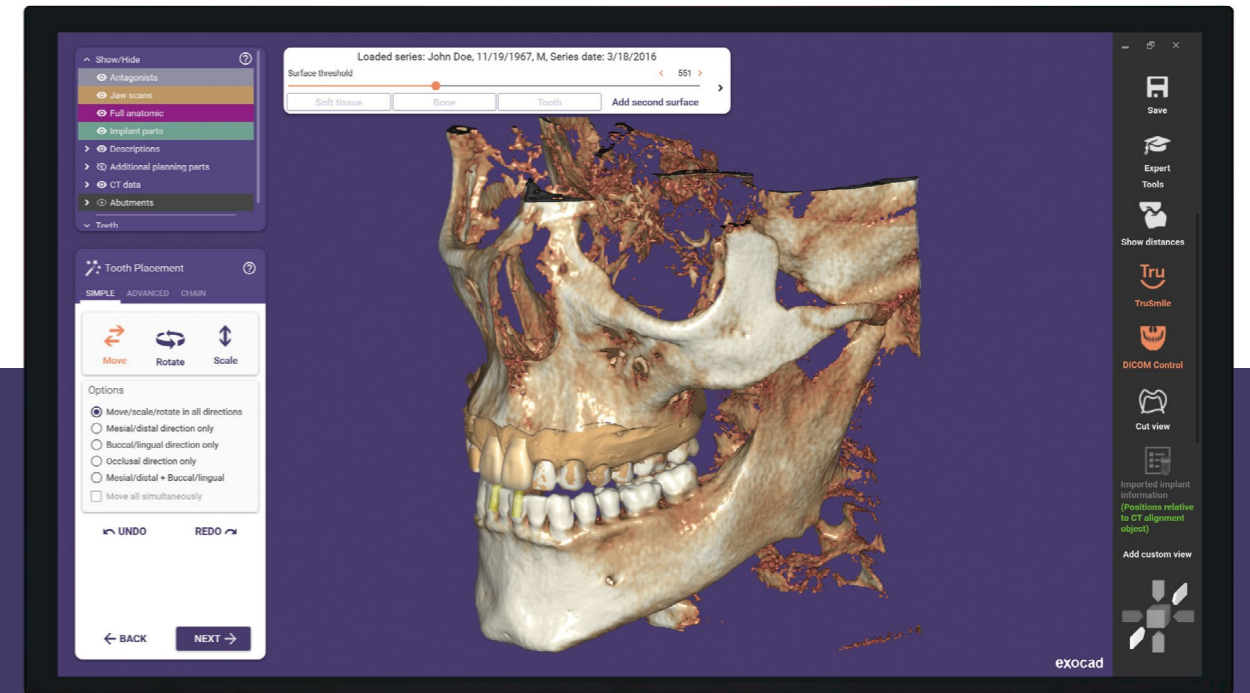 Show/Hide
Antagonists
Jaw scans
Full anatomic
Implant parts
Descriptions
Additional planning parts
CT data
Abutments
Teeth
Loaded series: John Doe, 11/19/1967, M, Series date: 3/18/2016
Surface threshold
551
Soft tissue
Bone
Tooth
Add second surface
Tooth Placement
SIMPLE
ADVANCED
CHAIN
Move
Rotate
Scale
Options
Move/scale/rotate in all directions
Mesial/distal direction only
Buccal/lingual direction only
Occlusal direction only
Mesial/distal + Buccal/lingual
Move all simultaneously
UNDO
REDO
BACK
NEXT
Save
Expert
Tools
Show distances
Tru
TruSmile
DICOM Control
Cut view
Imported implant
information
(Positions relative
to CT alignment
object)
Add custom view
exocad